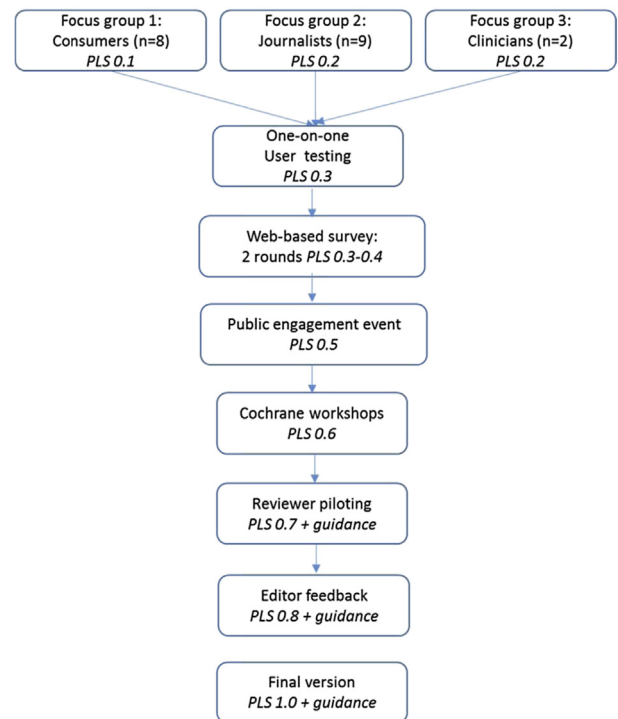 Focus group 1:
Consumers (n=8)
PLS 0.1
Focus group 2:
Journalists (n=9)
PLS 0.2
Focus group 3:
Clinicians (n=2)
PLS 0.2
One-on-one
User testing
PLS 0.3
Web-based survey:
2 rounds PLS 0.3-0.4
Public engagement event
PLS 0.5
Cochrane workshops
PLS 0.6
Reviewer piloting
PLS 0.7 + guidance
Editor feedback
PLS 0.8 + guidance
Final version
PLS 1.0 + guidance